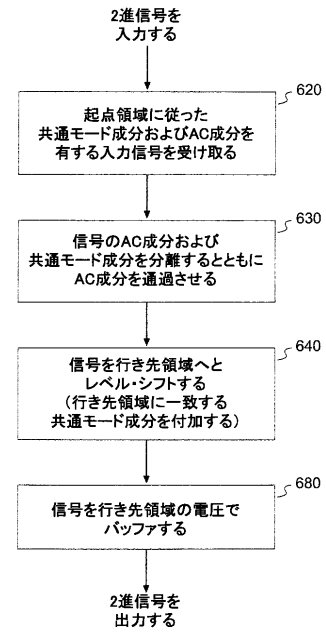 2進信号を
入力する
620
起点領域に従った
共通モード成分およびAC成分を
有する入力信号を受け取る
630
信号のAC成分および
共通モード成分を分離するとともに
AC成分を通過させる
640
信号を行き先領域へと
レベル・シフトする
(行き先領域に一致する
共通モード成分を付加する)
680
信号を行き先領域の電圧で
バッファする
2進信号を
出力する